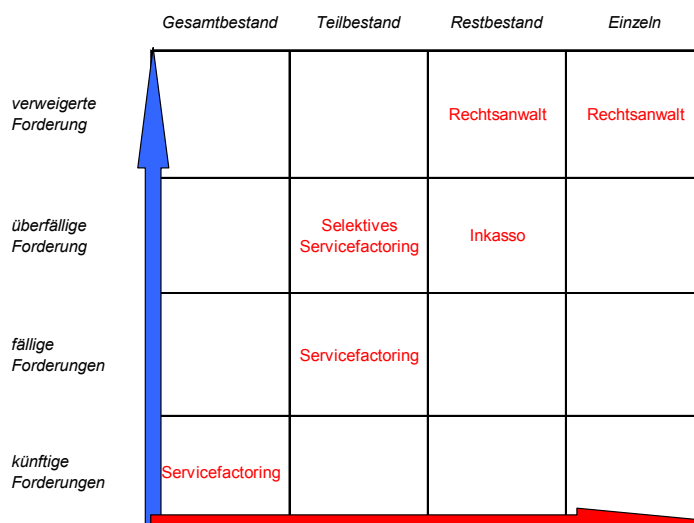 Gesamtbestand Teilbestand Restbestand Einzeln
verweigerte
Forderung
Rechtsanwalt Rechtsanwalt
überfällige
Forderung
Selektives
Servicefactoring
Inkasso
fällige
Forderungen
Servicefactoring
künftige
Forderungen
Servicefactoring